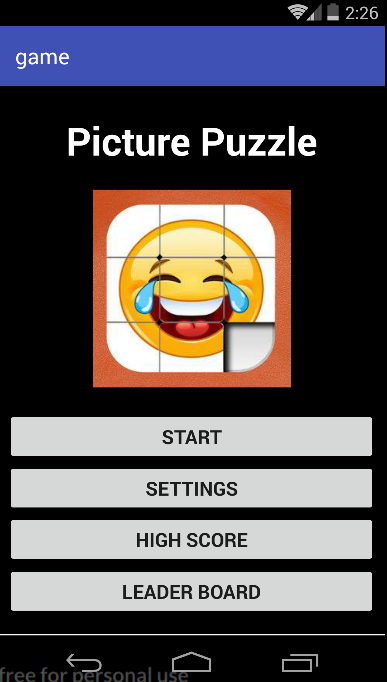 2:26
game
Picture Puzzle
START
SETTINGS
HIGH SCORE
LEADER BOARD
free for personal use